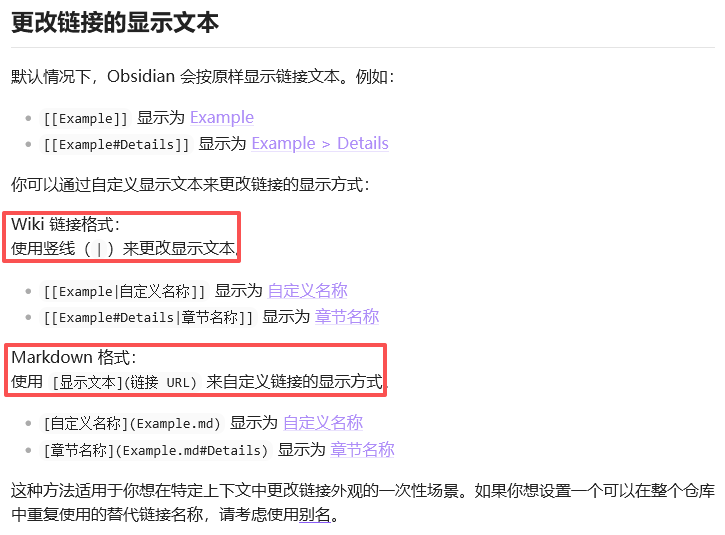 更改链接的显示文本
默认情况下，Obsidian 会按原样显示链接文本。例如：
[[Example]] 显示为 Example
[[Example#Details]] 显示为 Example > Details
你可以通过自定义显示文本来更改链接的显示方式：
Wiki 链接格式：
使用竖线（ | ）来更改显示文本.
[[Example|自定义名称]] 显示为 自定义名称
[[Example#Details|章节名称]] 显示为 章节名称
Markdown 格式：
使用 [显示文本](链接 URL) 来自定义链接的显示方式.
[自定义名称](Example.md) 显示为 自定义名称
[章节名称](Example.md#Details) 显示为 章节名称
这种方法适用于你想在特定上下文中更改链接外观的一次性场景。如果你想设置一个可以在整个仓库
中重复使用的替代链接名称，请考虑使用别名。